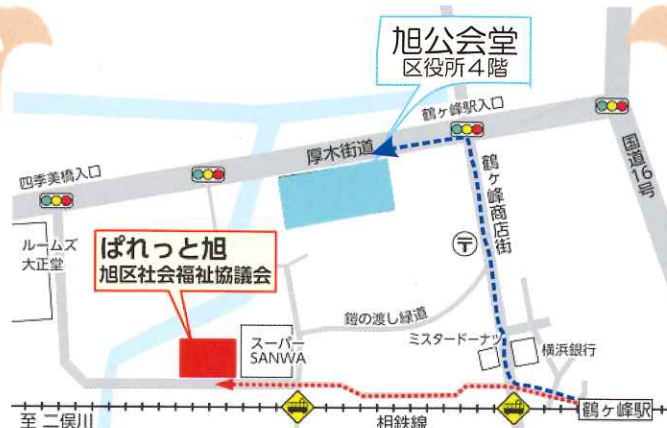 旭公会堂
区役所4階
鶴ヶ峰駅入口
厚木街道
国道16号
四季美橋入口
鶴ヶ峰商店街
ルームズ
大正堂
ぱれっと旭
旭区社会福祉協議会
〒
鎧の渡し緑道
スーパー
SANWA
ミスタードーナツ
横浜銀行
鶴ヶ峰駅
至 二俣川
相鉄線